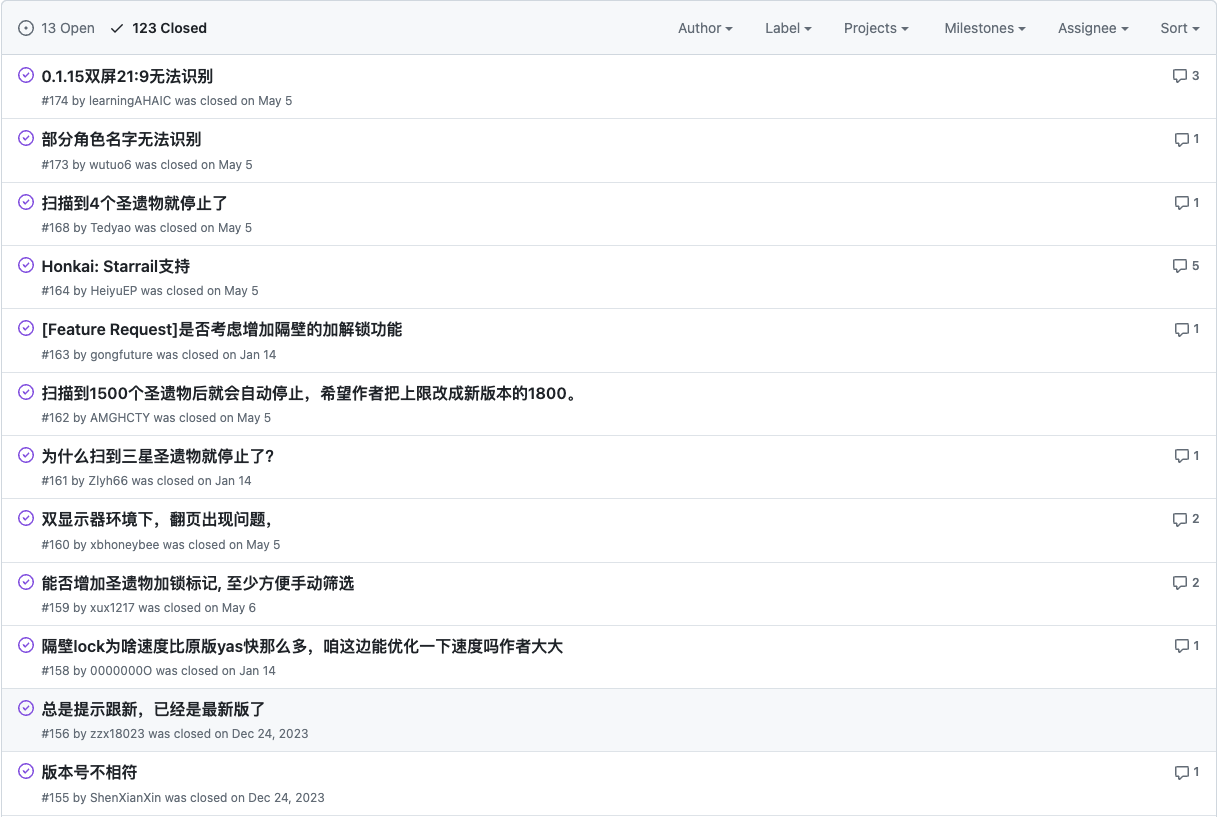 13 Open 123 Closed Author Label Projects Milestones Assignee Sort
0.1.15双屏21:9无法识别 3
#174 by learningAHAIC was closed on May 5
部分角色名字无法识别 1
#173 by wutuo6 was closed on May 5
扫描到4个圣遗物就停止了 1
#168 by Tedyao was closed on May 5
Honkai: Starrail支持 5
#164 by HeiyuEP was closed on May 5
[Feature Request]是否考虑增加隔壁的加解锁功能 1
#163 by gongfuture was closed on Jan 14
扫描到1500个圣遗物后就会自动停止，希望作者把上限改成新版本的1800。
#162 by AMGHCTY was closed on May 5
为什么扫到三星圣遗物就停止了? 1
#161 by Zlyh66 was closed on Jan 14
双显示器环境下，翻页出现问题， 2
#160 by xbhoneybee was closed on May 5
能否增加圣遗物加锁标记, 至少方便手动筛选 2
#159 by xux1217 was closed on May 6
隔壁lock为啥速度比原版yas快那么多，咱这边能优化一下速度吗作者大大 1
#158 by 0000000O was closed on Jan 14
总是提示跟新，已经是最新版了
#156 by zzx18023 was closed on Dec 24, 2023
版本号不相符 1
#155 by ShenXianXin was closed on Dec 24, 2023